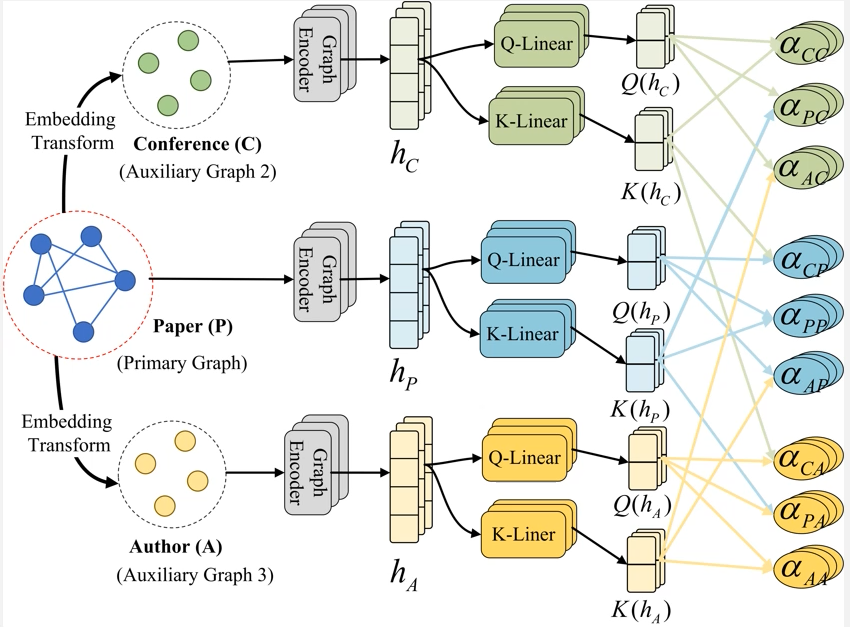 Embedding
Transform
Conference (C)
(Auxiliary Graph 2)
Graph
Encoder
h_C
Q-Linear
K-Linear
Q(h_C)
K(h_C)
α_CC
α_PC
α_AC
Paper (P)
(Primary Graph)
Graph
Encoder
h_P
Q-Linear
K-Linear
Q(h_P)
K(h_P)
α_CP
α_PP
α_AP
Embedding
Transform
Author (A)
(Auxiliary Graph 3)
Graph
Encoder
h_A
Q-Linear
K-Liner
Q(h_A)
K(h_A)
α_CA
α_PA
α_AA